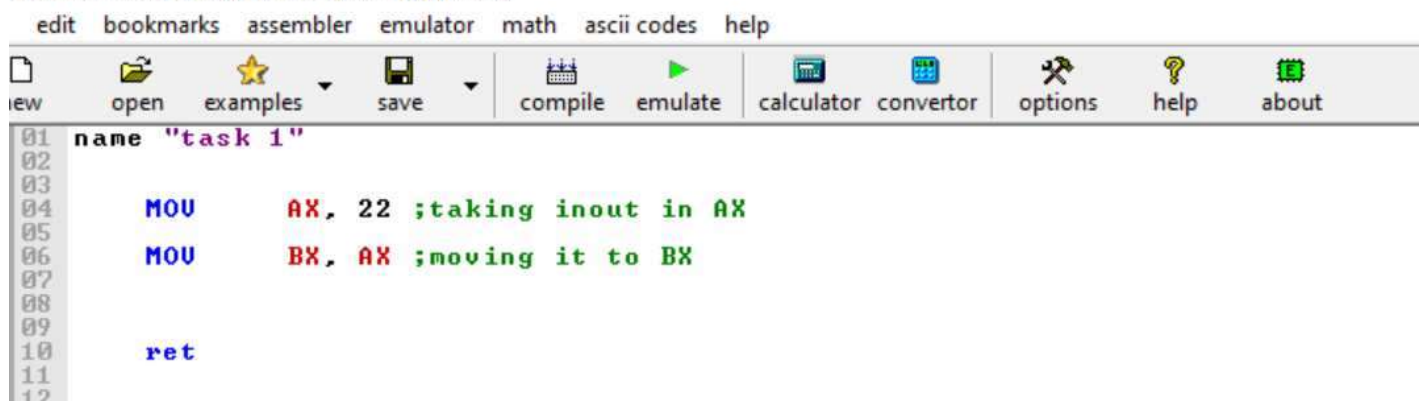 edit bookmarks assembler emulator math ascii codes help
open examples save compile emulate calculator convertor options help about
01 name "task 1"
02
03
04 MOV AX, 22 ;taking inout in AX
05
06 MOV BX, AX ;moving it to BX
07
08
09
10 ret
11
12